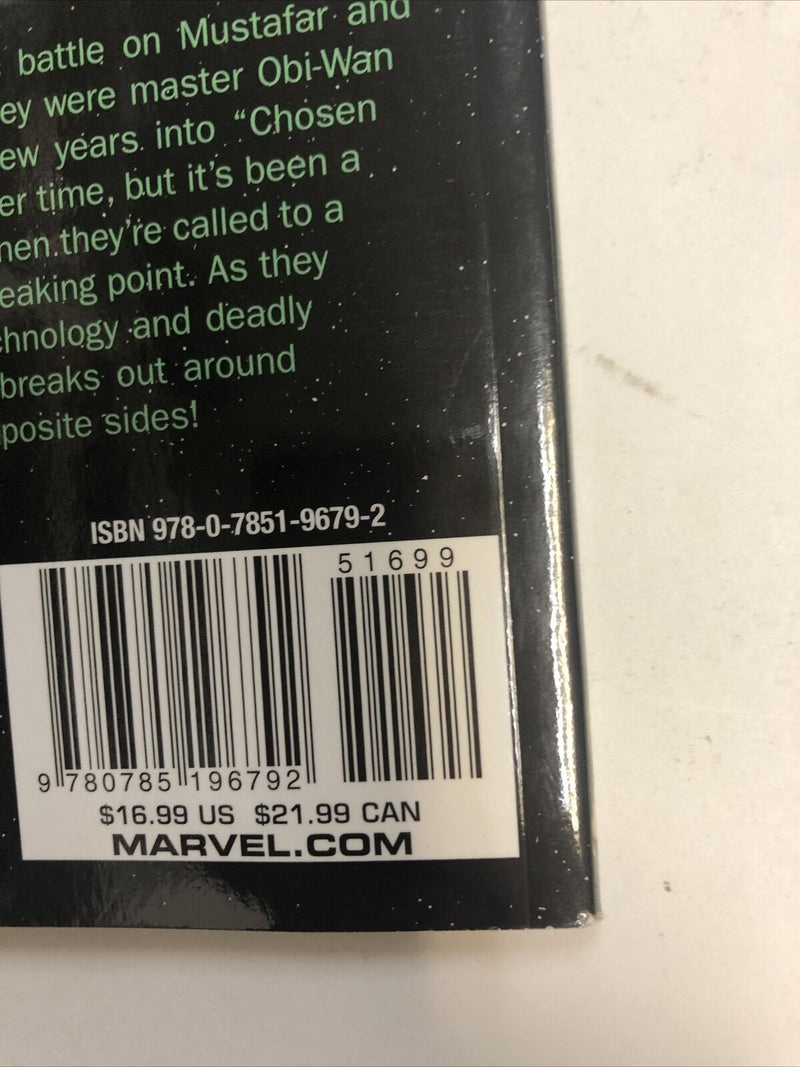 battle on Mustafar and
ey were master Obi-Wan
ew years into “Chosen
er time, but it’s been a
hen they’re called to a
eaking point. As they
chnology and deadly
breaks out around
posite sides!
ISBN 978-0-7851-9679-2
51699
9 780785 196792
$16.99 US $21.99 CAN
MARVEL.COM